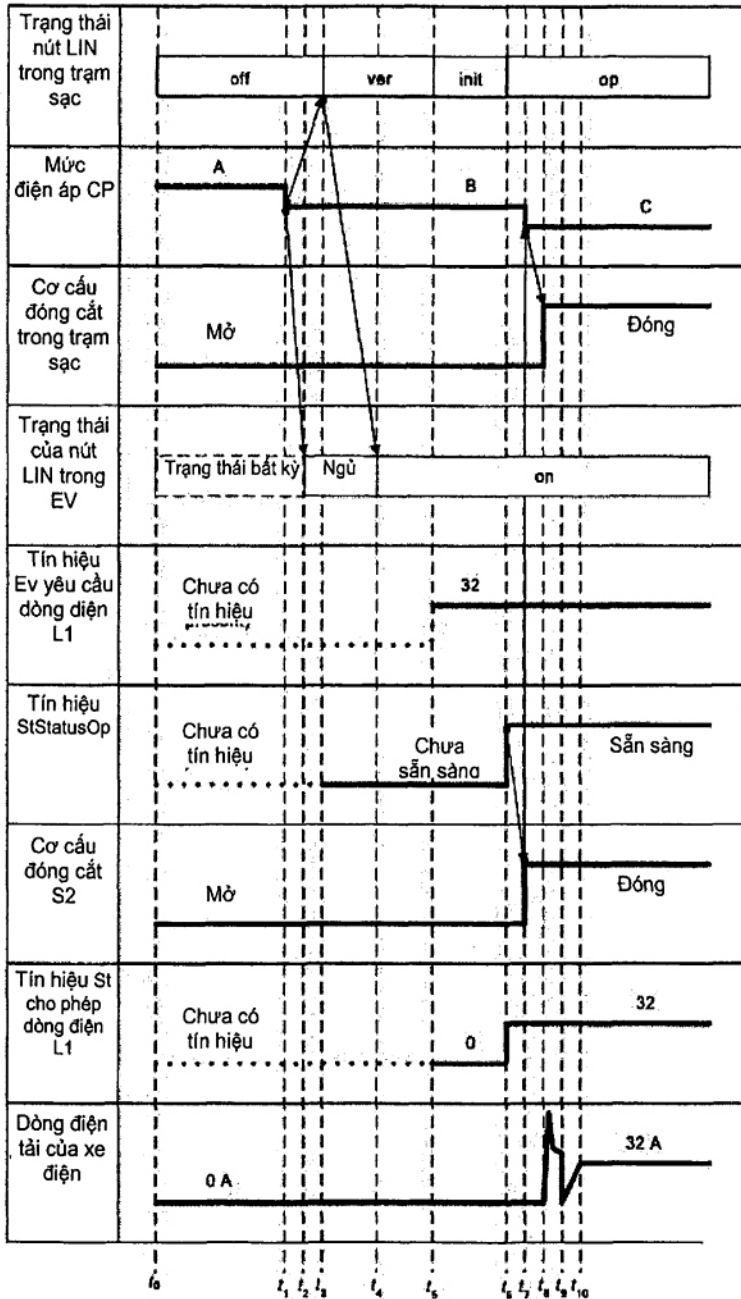 Trạng thái
nút LIN
trong trạm
sạc
off
ver
init
op
Mức
điện áp CP
A
B
C
Cơ cấu
đóng cắt
trong trạm
sạc
Mở
Đóng
Trạng thái
của nút
LIN trong
EV
Trạng thái bất kỳ
Ngủ
on
Tín hiệu
Ev yêu cầu
dòng diện
L1
Chưa có
tín hiệu
32
Tín hiệu
StStatusOp
Chưa có
tín hiệu
Chưa
sẵn sàng
Sẵn sàng
Cơ cấu
đóng cắt
S2
Mở
Đóng
Tín hiệu St
cho phép
dòng điện
L1
Chưa có
tín hiệu
0
32
Dòng điện
tải của xe
điện
0 A
32 A
t0 t1 t2 t3 t4 t5 t6 t7 t8 t9 t10